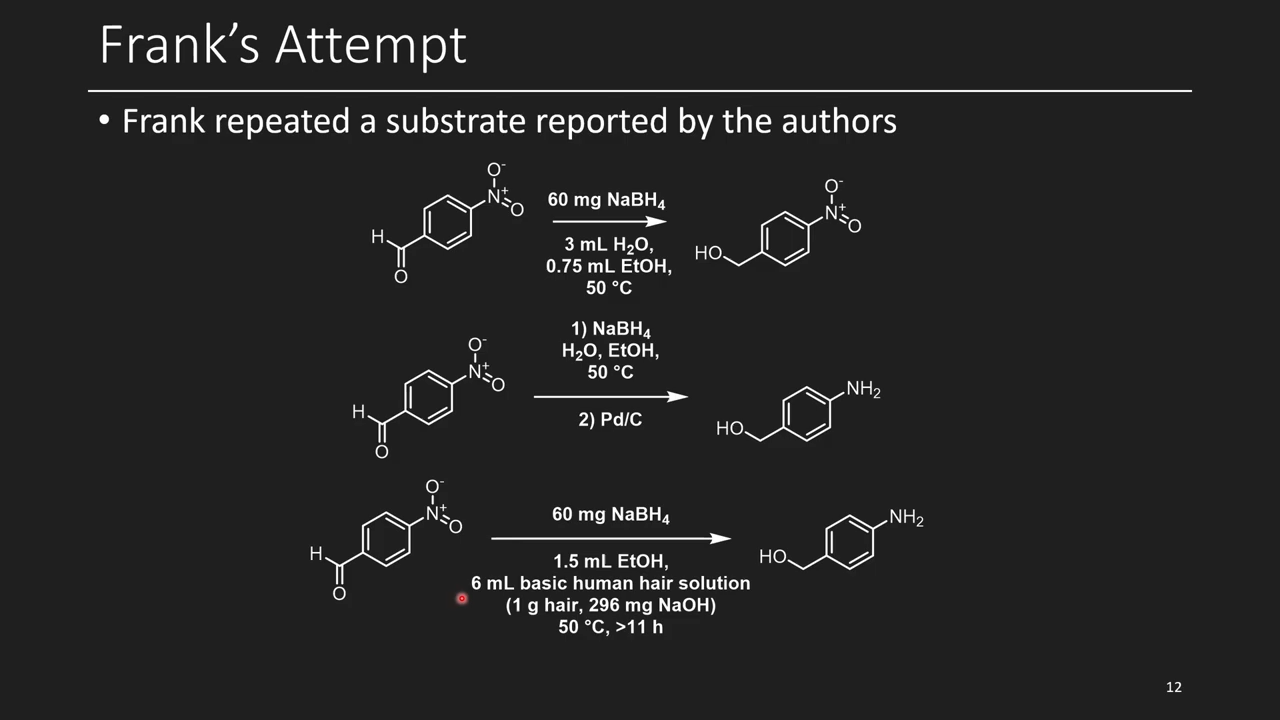 Frank's Attempt
• Frank repeated a substrate reported by the authors
O-
N+
O
H
O
60 mg NaBH4
3 mL H2O,
0.75 mL EtOH,
50 °C
O-
N+
O
HO
O-
N+
O
H
O
1) NaBH4
H2O, EtOH,
50 °C
2) Pd/C
NH2
HO
O-
N+
O
H
O
60 mg NaBH4
1.5 mL EtOH,
6 mL basic human hair solution
(1 g hair, 296 mg NaOH)
50 °C, >11 h
NH2
HO
12